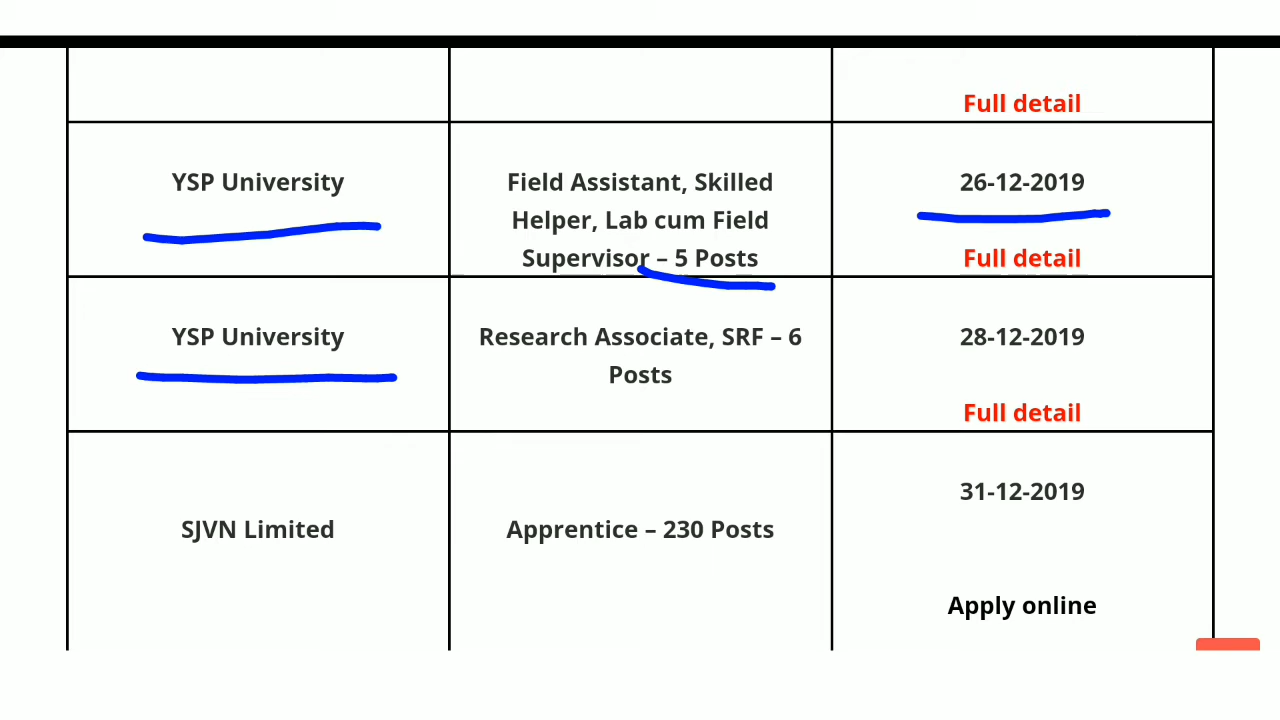 Full detail
YSP University
Field Assistant, Skilled
Helper, Lab cum Field
Supervisor – 5 Posts
26-12-2019
Full detail
YSP University
Research Associate, SRF – 6
Posts
28-12-2019
Full detail
SJVN Limited
Apprentice – 230 Posts
31-12-2019
Apply online